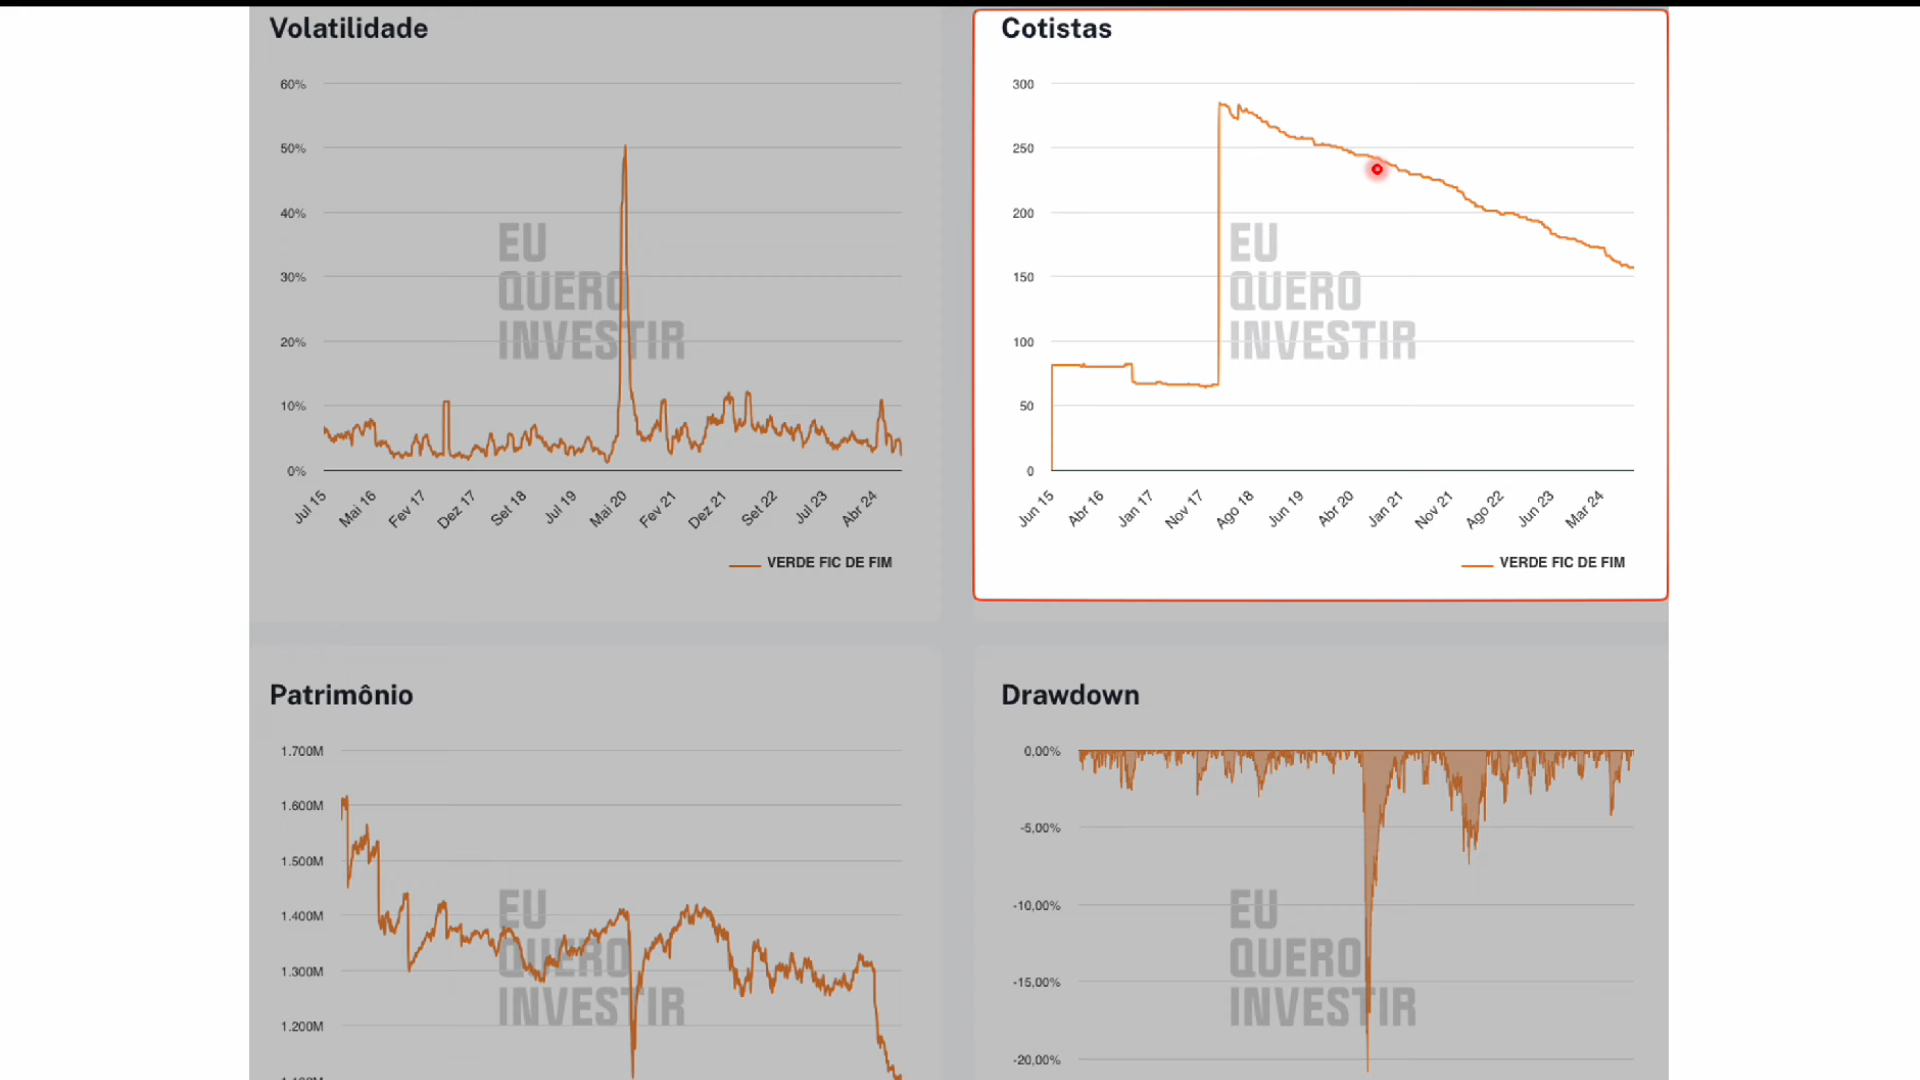 Volatilidade
60%
50%
40%
30%
20%
10%
0%
Jul 15
Mai 16
Fev 17
Dez 17
Set 18
Jul 19
Mai 20
Fev 21
Dez 21
Set 22
Jul 23
Abr 24
EU
QUERO
INVESTIR
VERDE FIC DE FIM
Cotistas
300
250
200
150
100
50
0
Jun 15
Abr 16
Jan 17
Nov 17
Ago 18
Jun 19
Abr 20
Jan 21
Nov 21
Ago 22
Jun 23
Mar 24
EU
QUERO
INVESTIR
VERDE FIC DE FIM
Patrimônio
1.700M
1.600M
1.500M
1.400M
1.300M
1.200M
EU
QUERO
INVESTIR
Drawdown
0,00%
-5,00%
-10,00%
-15,00%
-20,00%
EU
QUERO
INVESTIR